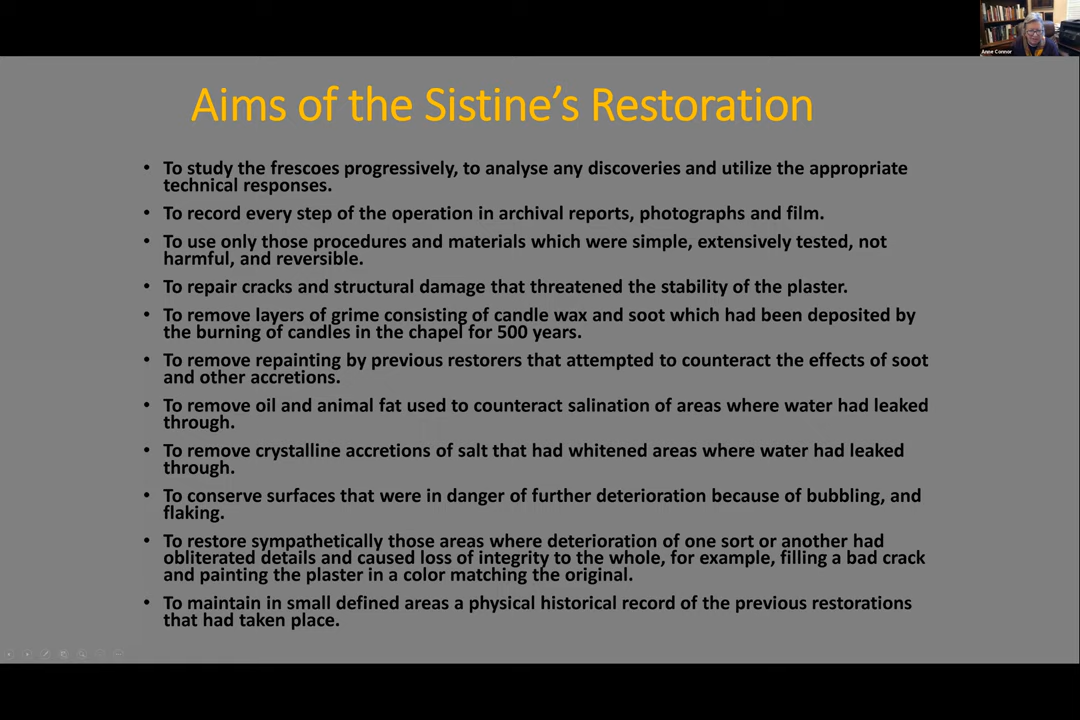 Anne Connor
Aims of the Sistine's Restoration
• To study the frescoes progressively, to analyse any discoveries and utilize the appropriate
technical responses.
• To record every step of the operation in archival reports, photographs and film.
• To use only those procedures and materials which were simple, extensively tested, not
harmful, and reversible.
• To repair cracks and structural damage that threatened the stability of the plaster.
• To remove layers of grime consisting of candle wax and soot which had been deposited by
the burning of candles in the chapel for 500 years.
• To remove repainting by previous restorers that attempted to counteract the effects of soot
and other accretions.
• To remove oil and animal fat used to counteract salination of areas where water had leaked
through.
• To remove crystalline accretions of salt that had whitened areas where water had leaked
through.
• To conserve surfaces that were in danger of further deterioration because of bubbling, and
flaking.
• To restore sympathetically those areas where deterioration of one sort or another had
obliterated details and caused loss of integrity to the whole, for example, filling a bad crack
and painting the plaster in a color matching the original.
• To maintain in small defined areas a physical historical record of the previous restorations
that had taken place.